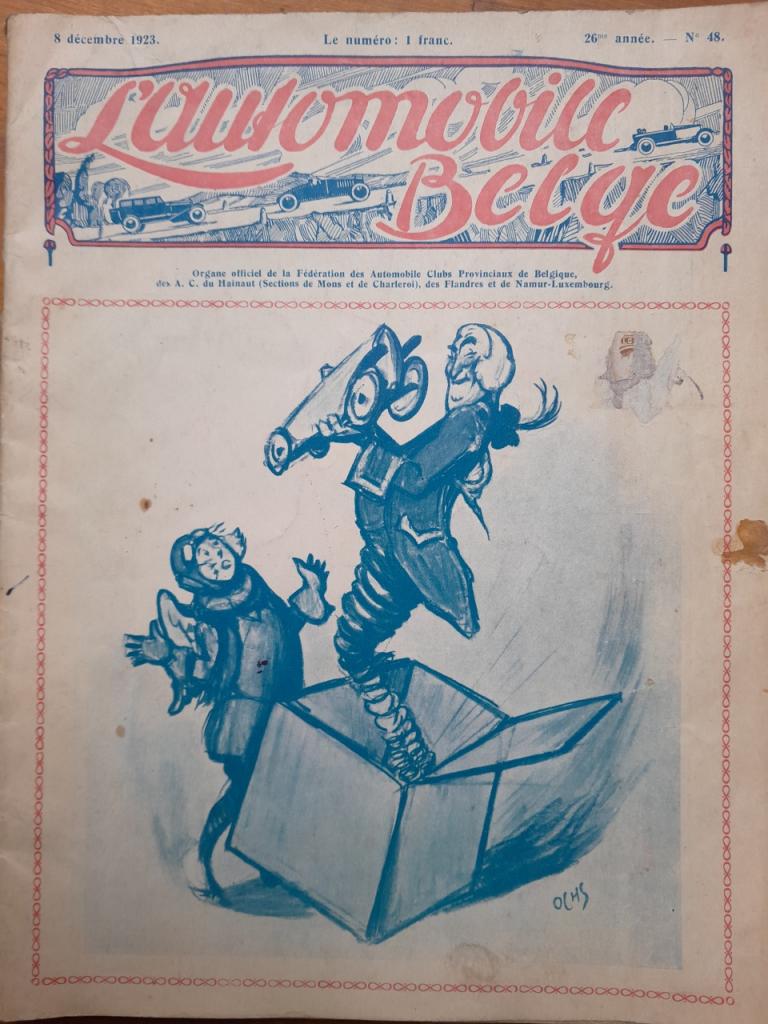 8 décembre 1923. Le numéro: 1 franc. 26me année. — No 48.
L'automobile
Belge
Organe officiel de la Fédération des Automobile Clubs Provinciaux de Belgique,
des A. C. du Hainaut (Sections de Mons et de Charleroi), des Flandres et de Namur-Luxembourg.
LE
OCHS